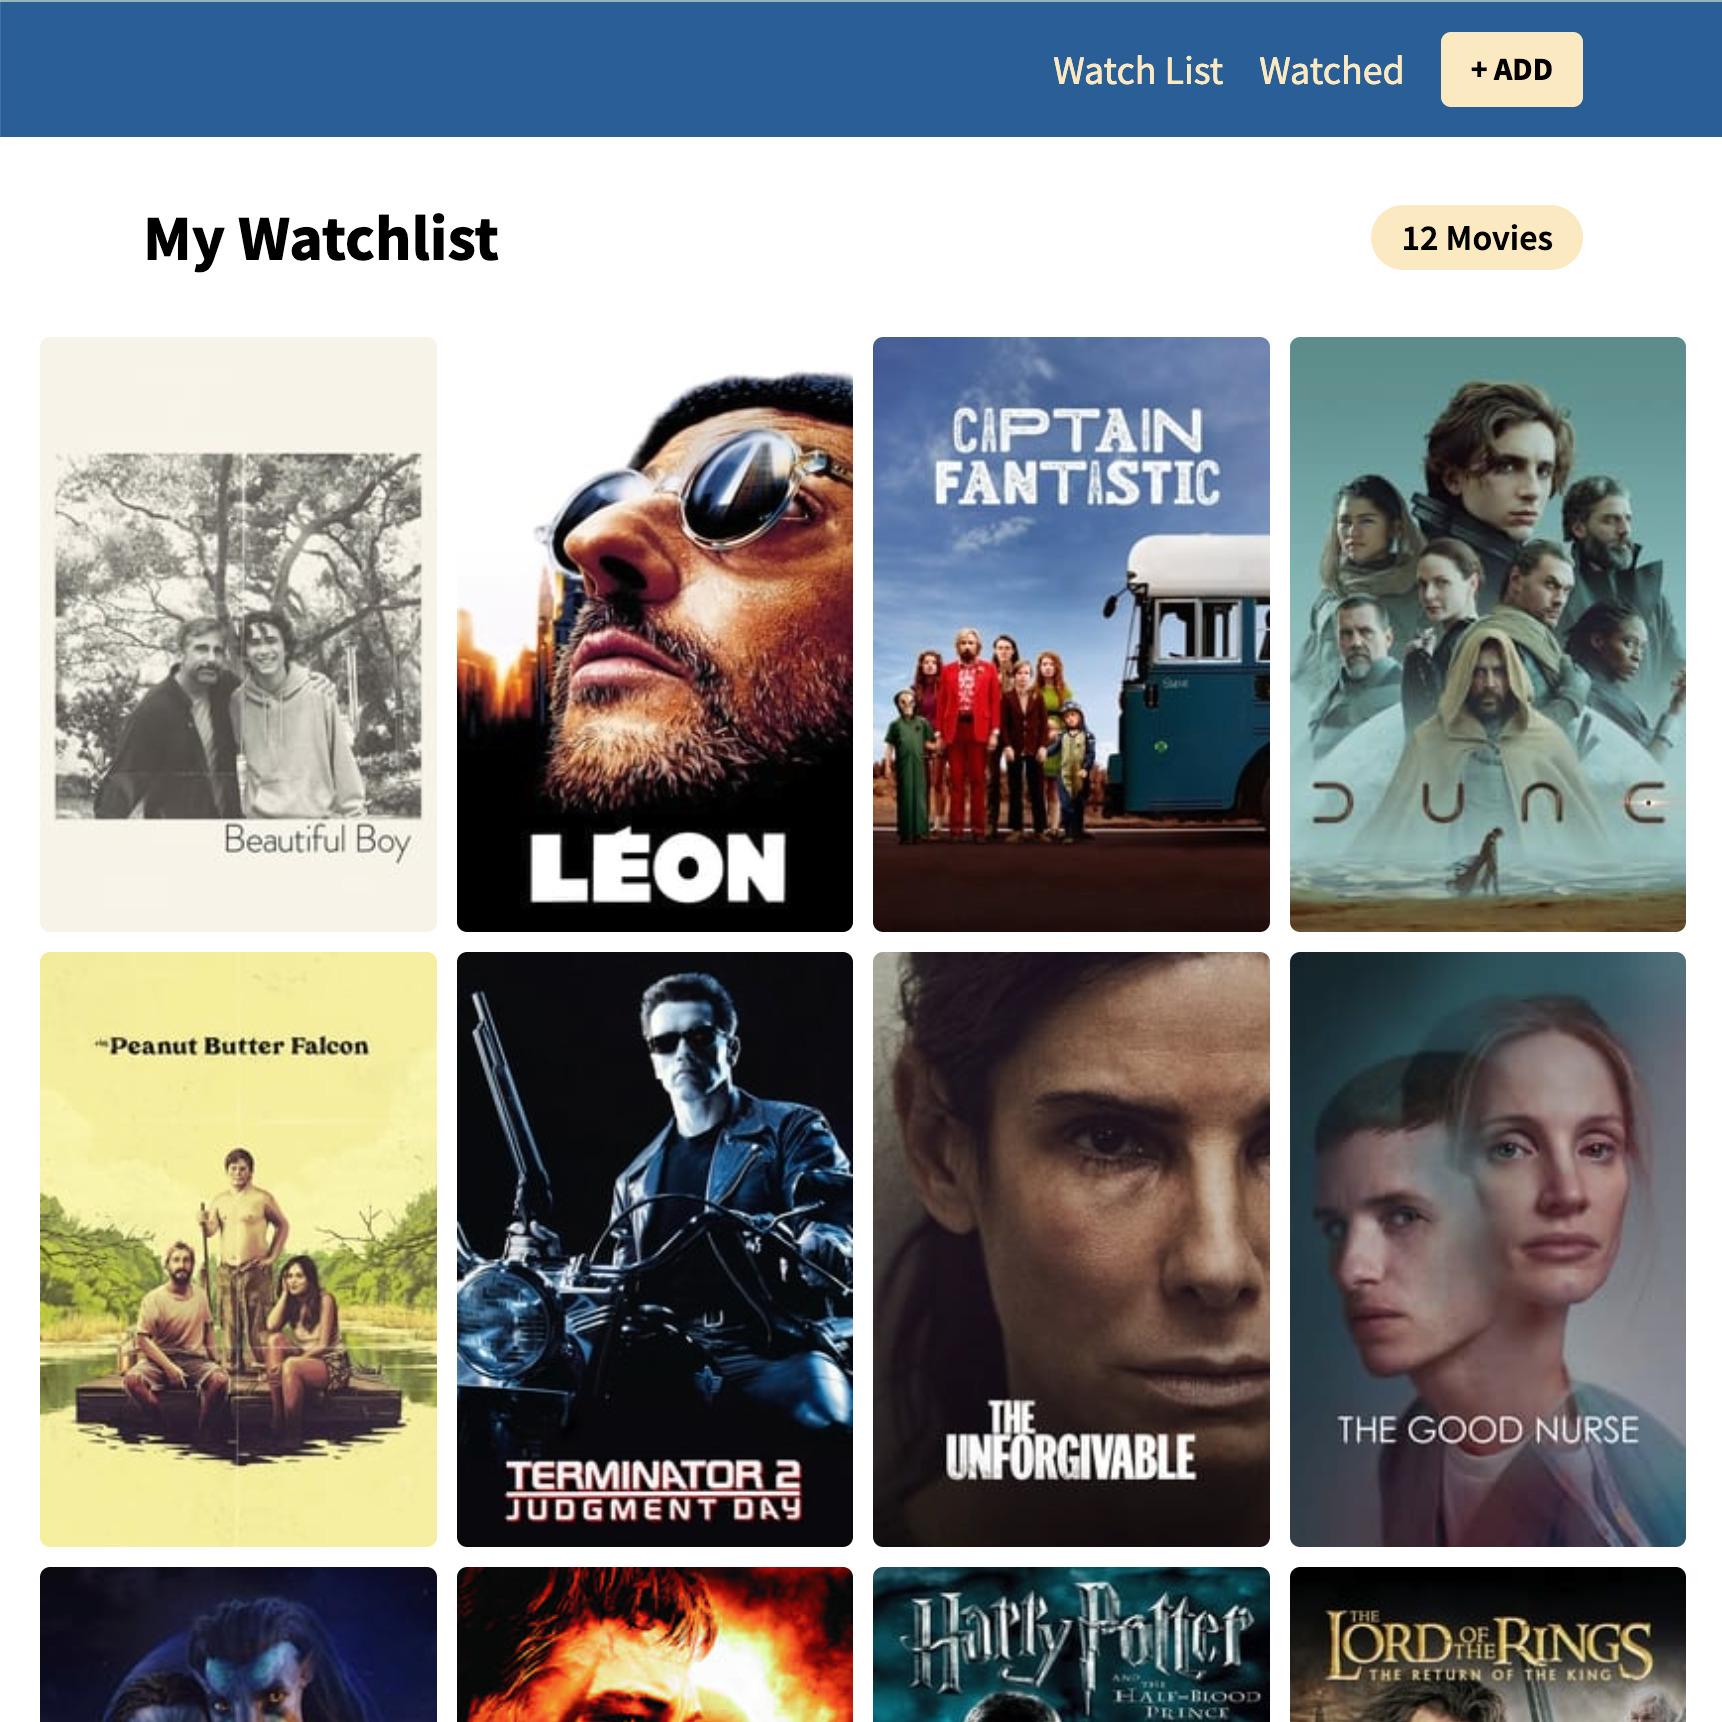 Watch List Watched + ADD
My Watchlist 12 Movies
Beautiful Boy
LÉON
CAPTAIN
FANTASTIC
DUNE
The Peanut Butter Falcon
TERMINATOR 2
JUDGMENT DAY
THE
UNFORGIVABLE
THE GOOD NURSE
Harry Potter
AND THE
HALF-BLOOD
PRINCE
THE
LORD OF THE RINGS
THE RETURN OF THE KING